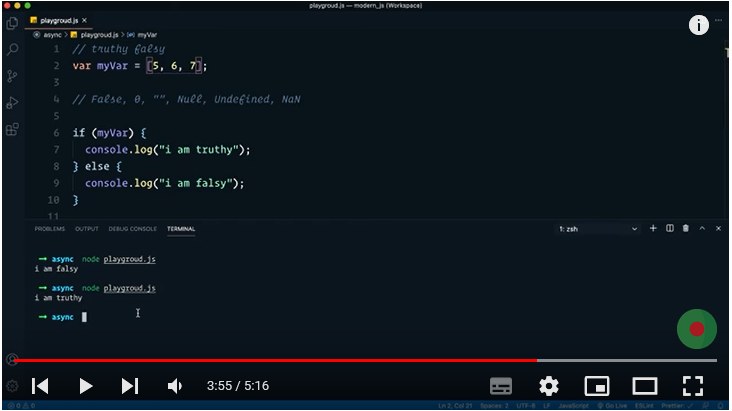 playgroud.js — modern_js (Workspace)
playgroud.js ×
async > playgroud.js > myVar
1 // truthy falsy
2 var myVar = [5, 6, 7];
3
4 // False, 0, "", Null, Undefined, NaN
5
6 if (myVar) {
7 console.log("i am truthy");
8 } else {
9 console.log("i am falsy");
10 }
11
PROBLEMS OUTPUT DEBUG CONSOLE TERMINAL 1: zsh
→ async node playgroud.js
i am falsy
→ async node playgroud.js
i am truthy
→ async
3:55 / 5:16
0 0 Ln 2, Col 21 Spaces: 2 UTF-8 LF JavaScript Go Live ESLint Prettier